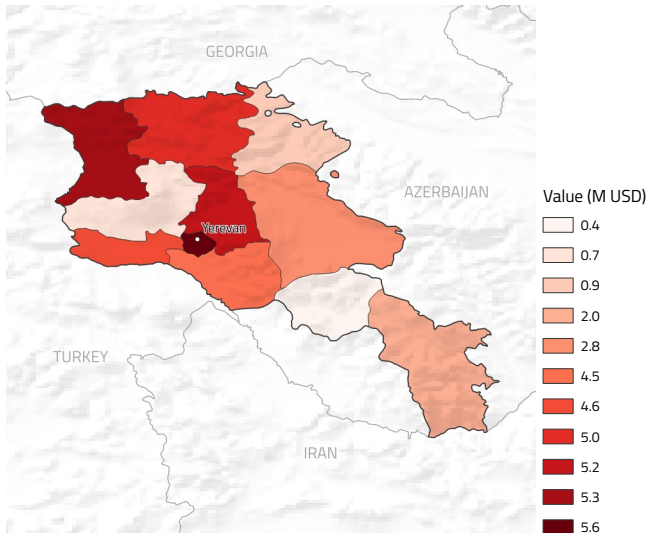 GEORGIA
AZERBAIJAN
Yerevan
TURKEY
IRAN
Value (M USD)
0.4
0.7
0.9
2.0
2.8
4.5
4.6
5.0
5.2
5.3
5.6